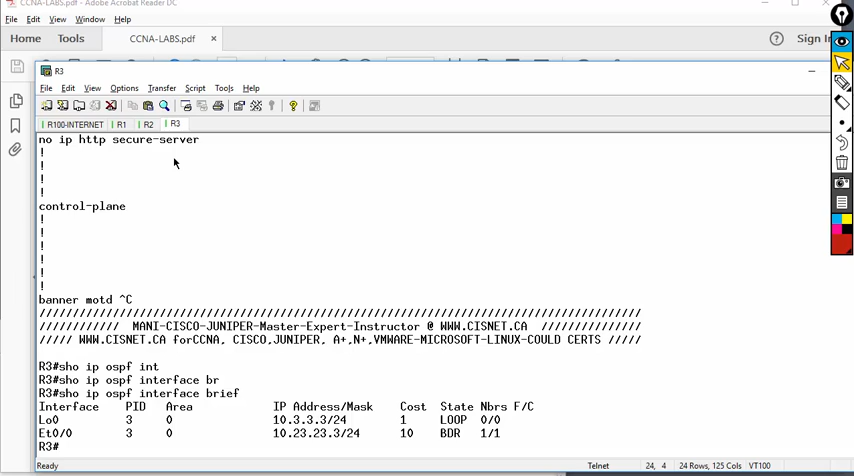 CCNA-LABS.pdf - Adobe Acrobat Reader DC
File Edit View Window Help
Home Tools CCNA-LABS.pdf × ? Sign In
R3
File Edit View Options Transfer Script Tools Help
R100-INTERNET R1 R2 R3
no ip http secure-server
!
!
!
!
control-plane
!
!
!
!
!
!
banner motd ^C
/////////////////////////////////////////////////////////////////////////////////////////
//////////// MANI-CISCO-JUNIPER-Master-Expert-Instructor @ WWW.CISNET.CA ///////////////
///// WWW.CISNET.CA forCCNA, CISCO,JUNIPER, A+,N+,VMWARE-MICROSOFT-LINUX-COULD CERTS /////
R3#sho ip ospf int
R3#sho ip ospf interface br
R3#sho ip ospf interface brief
Interface PID Area IP Address/Mask Cost State Nbrs F/C
Lo0 3 0 10.3.3.3/24 1 LOOP 0/0
Et0/0 3 0 10.23.23.3/24 10 BDR 1/1
R3#
Ready Telnet 24, 4 24 Rows, 125 Cols VT100